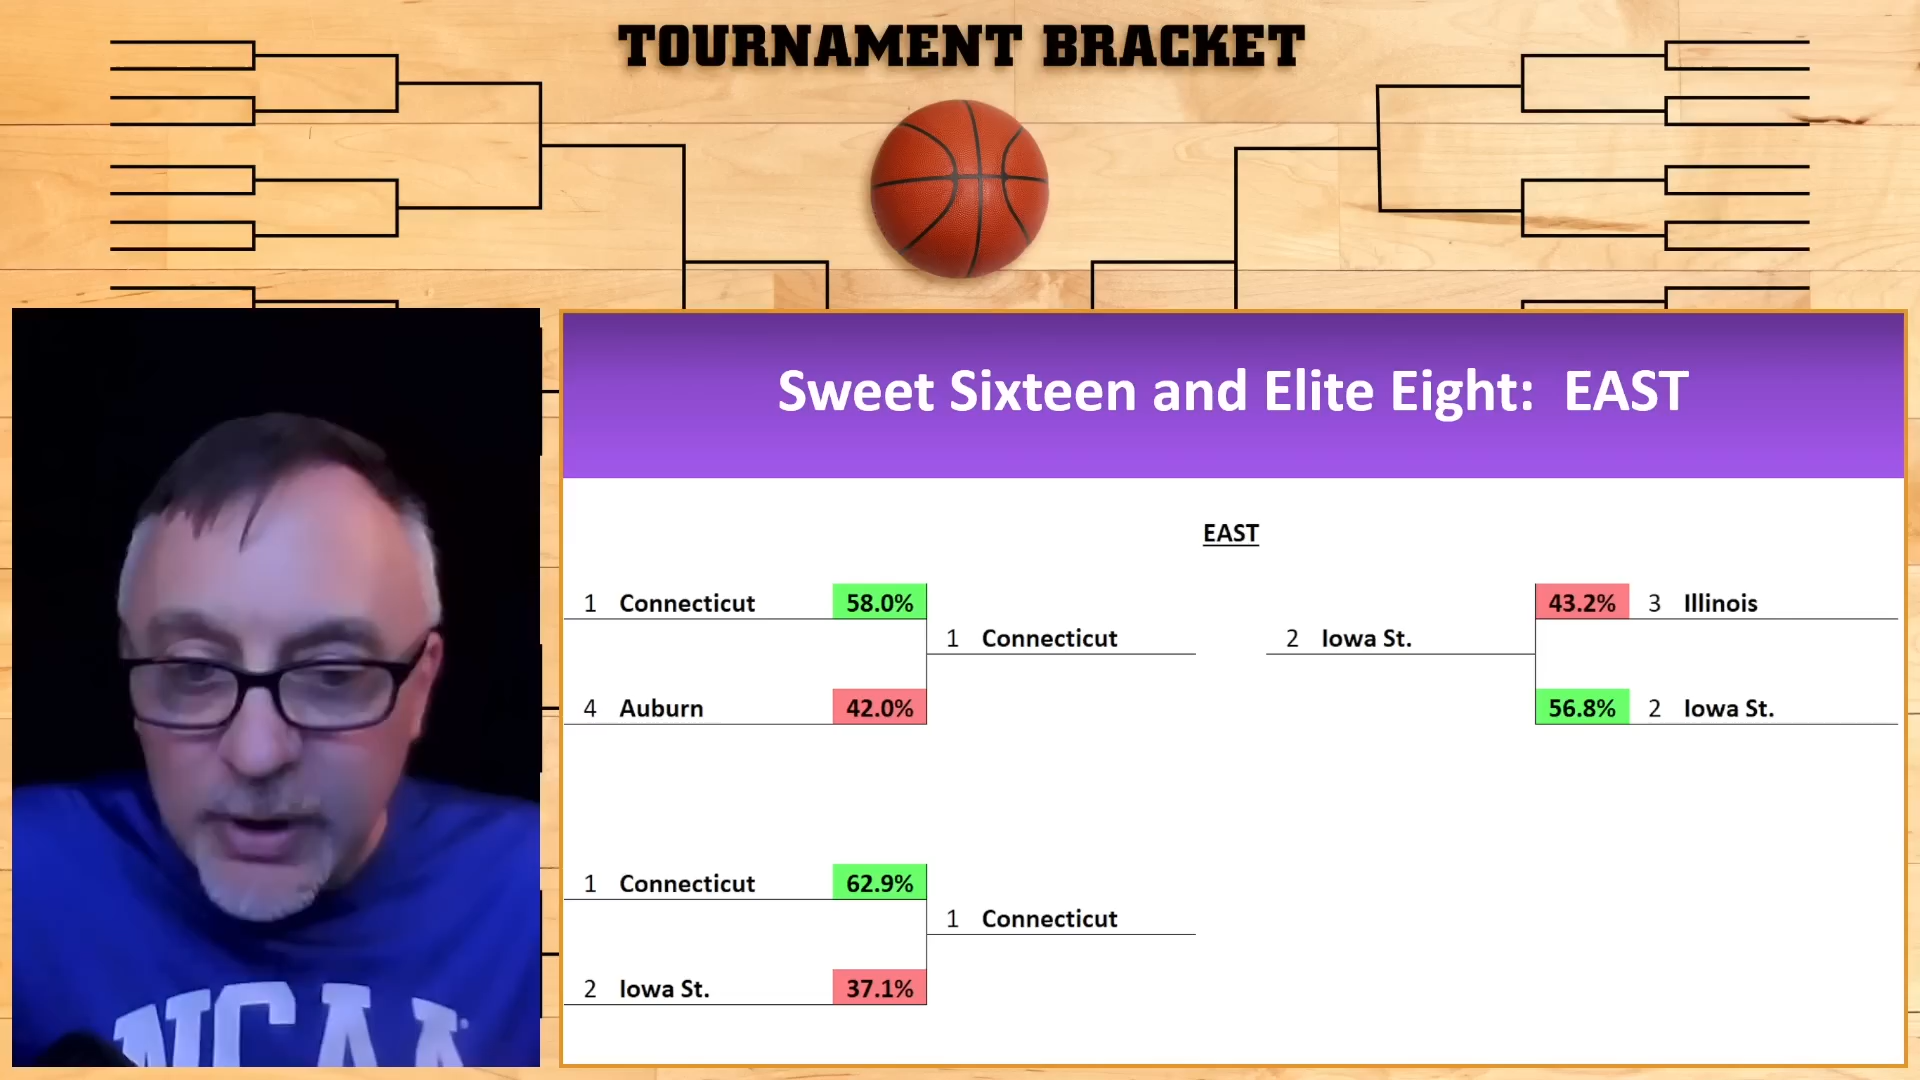 TOURNAMENT BRACKET
Sweet Sixteen and Elite Eight: EAST
EAST
1 Connecticut 58.0%
43.2% 3 Illinois
1 Connecticut
2 Iowa St.
4 Auburn 42.0%
56.8% 2 Iowa St.
1 Connecticut 62.9%
1 Connecticut
2 Iowa St. 37.1%
NCAA